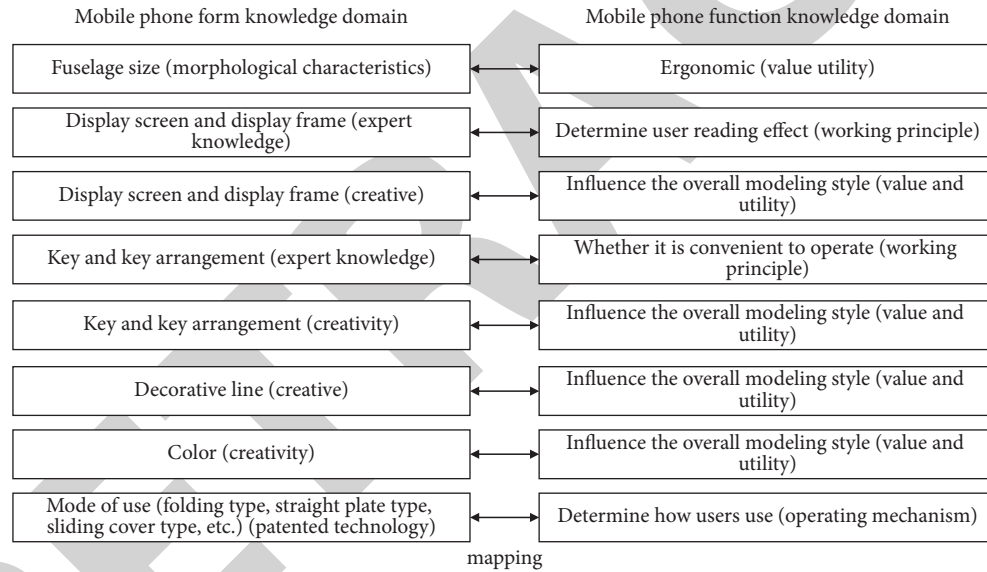 Mobile phone form knowledge domain
Mobile phone function knowledge domain
Fuselage size (morphological characteristics)
Ergonomic (value utility)
Display screen and display frame (expert
knowledge)
Determine user reading effect (working principle)
Display screen and display frame (creative)
Influence the overall modeling style (value and
utility)
Key and key arrangement (expert knowledge)
Whether it is convenient to operate (working
principle)
Key and key arrangement (creativity)
Influence the overall modeling style (value and
utility)
Decorative line (creative)
Influence the overall modeling style (value and
utility)
Color (creativity)
Influence the overall modeling style (value and
utility)
Mode of use (folding type, straight plate type,
sliding cover type, etc.) (patented technology)
Determine how users use (operating mechanism)
mapping